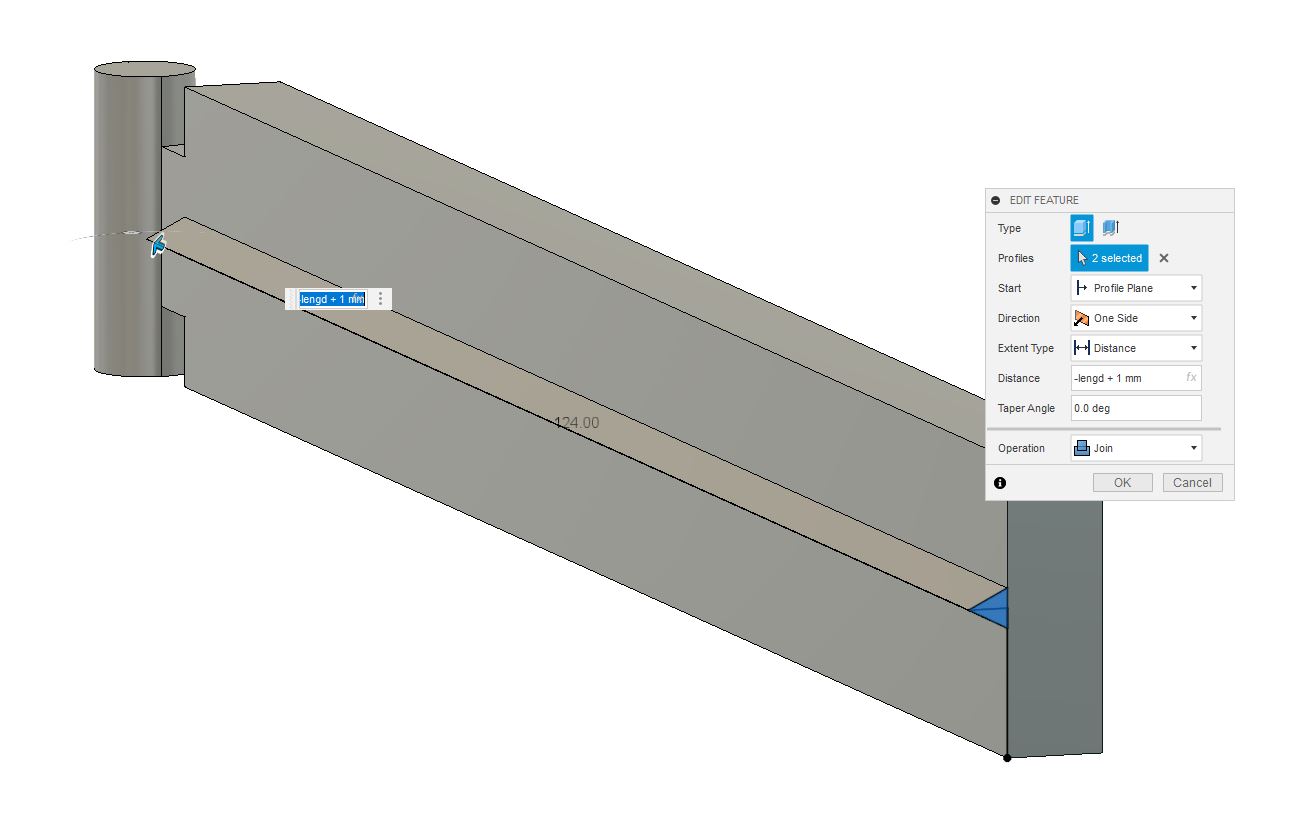 EDIT FEATURE
Type
Profiles 2 selected
Start Profile Plane
Direction One Side
Extent Type Distance
Distance -lengd + 1 mm fx
Taper Angle 0.0 deg
Operation Join
OK Cancel
-lengd + 1 mm
124.00